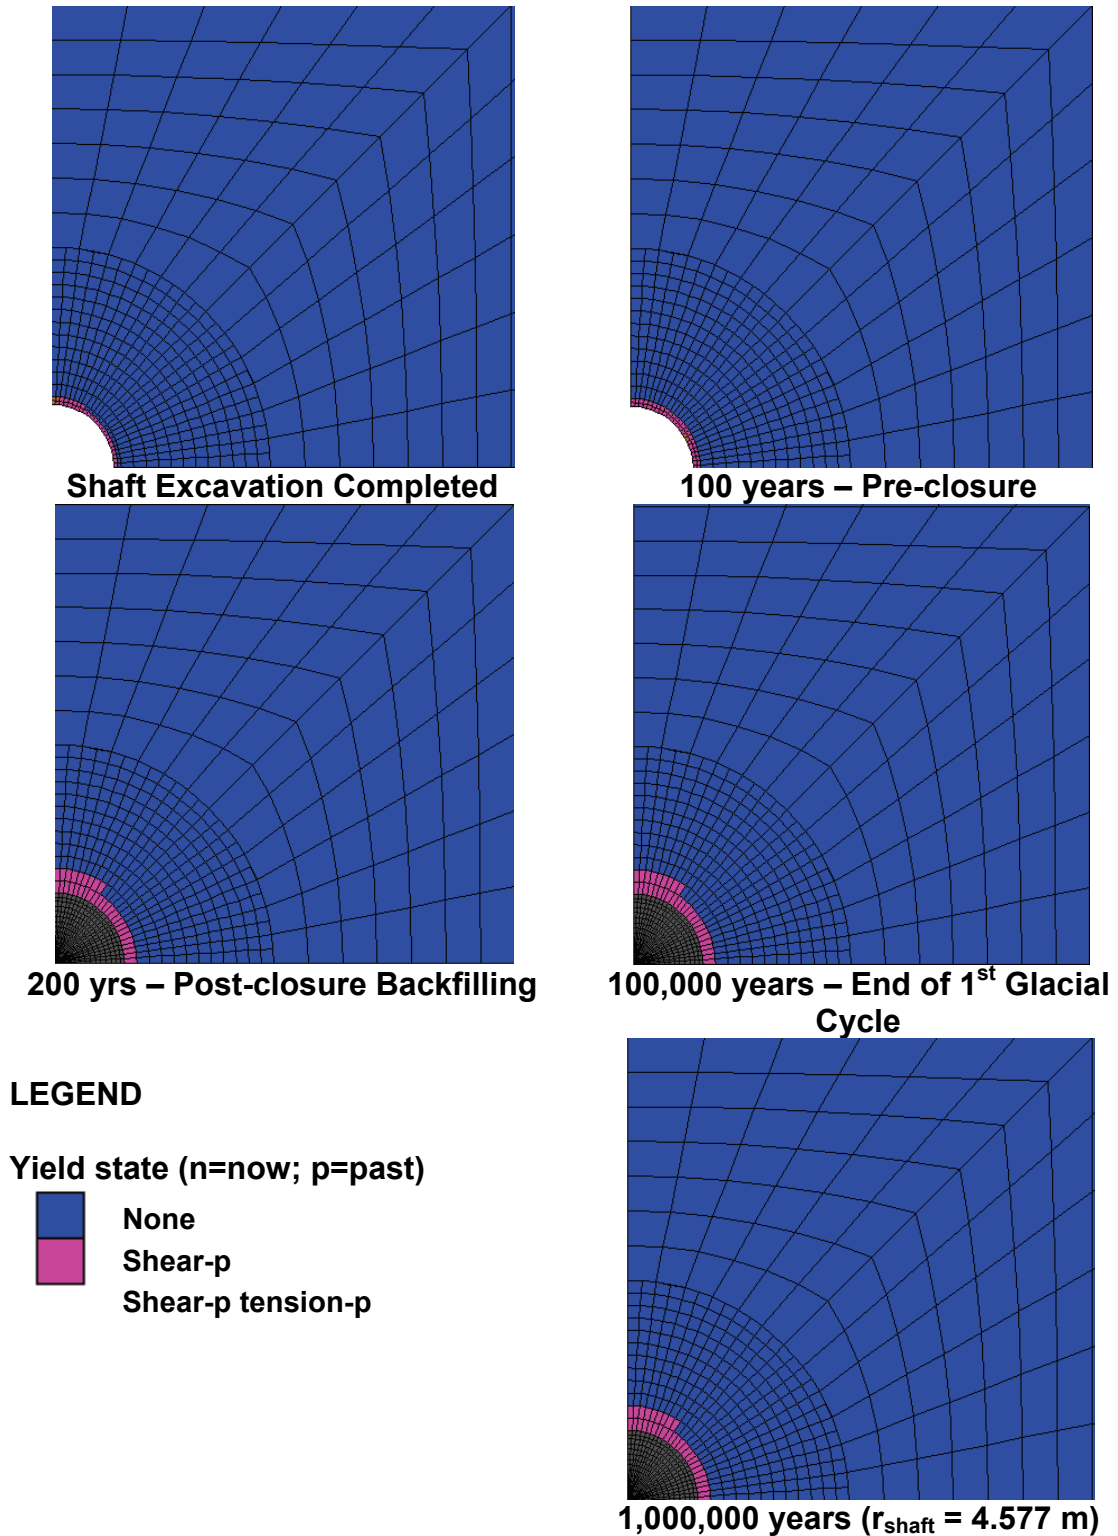 Shaft Excavation Completed
100 years – Pre-closure
200 yrs – Post-closure Backfilling
100,000 years – End of 1st Glacial
Cycle
LEGEND
Yield state (n=now; p=past)
None
Shear-p
Shear-p tension-p
1,000,000 years (rshaft = 4.577 m)